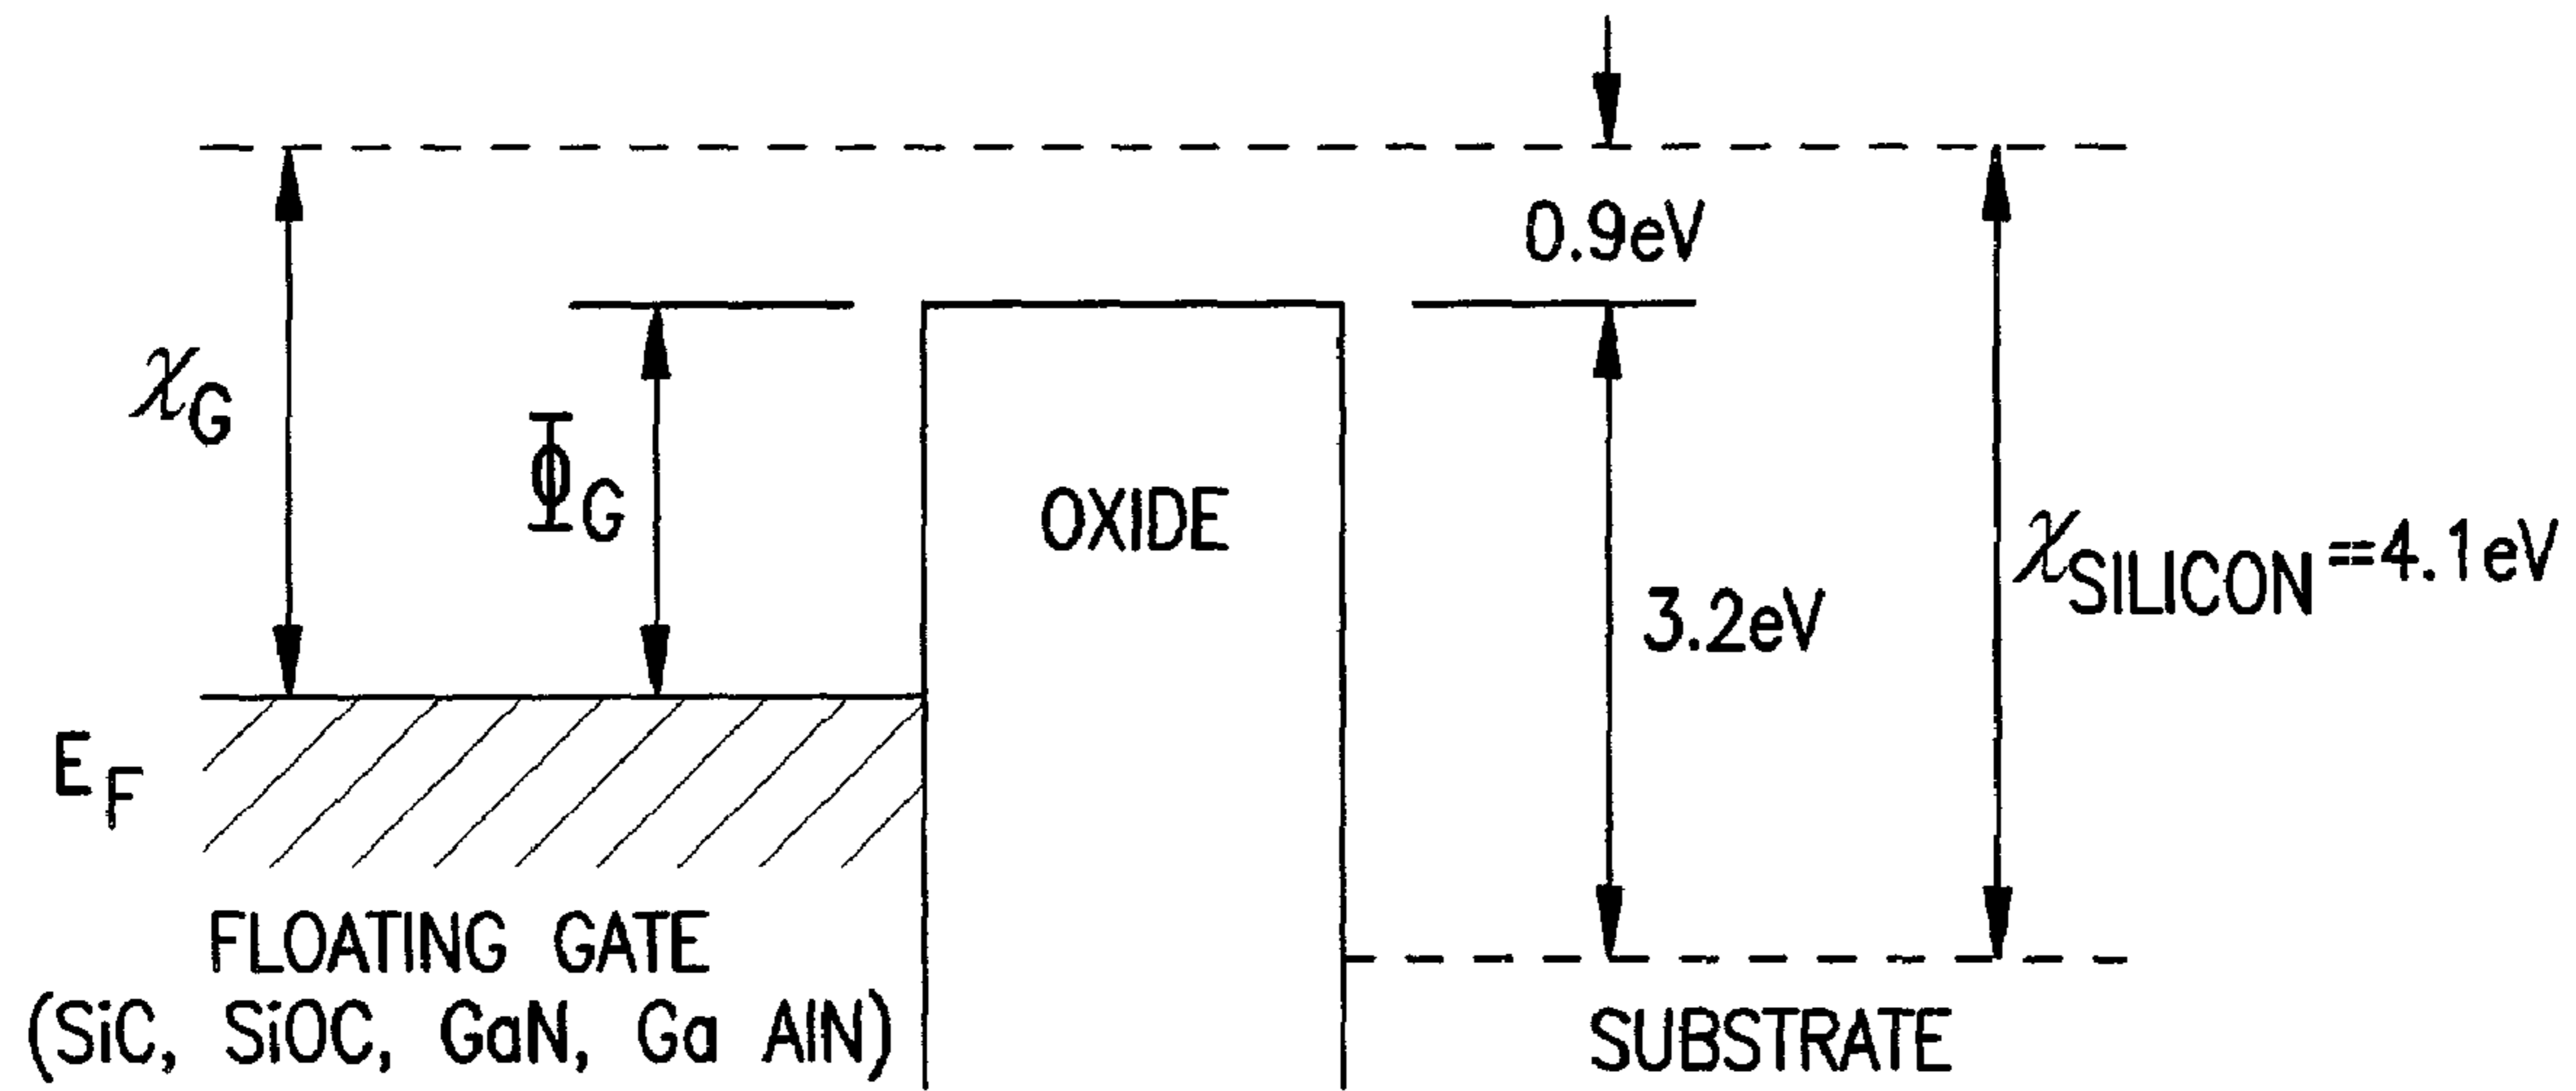 0.9eV
χG
ΦG
OXIDE
χSILICON=4.1eV
3.2eV
EF
FLOATING GATE
(SiC, SiOC, GaN, Ga AlN)
SUBSTRATE